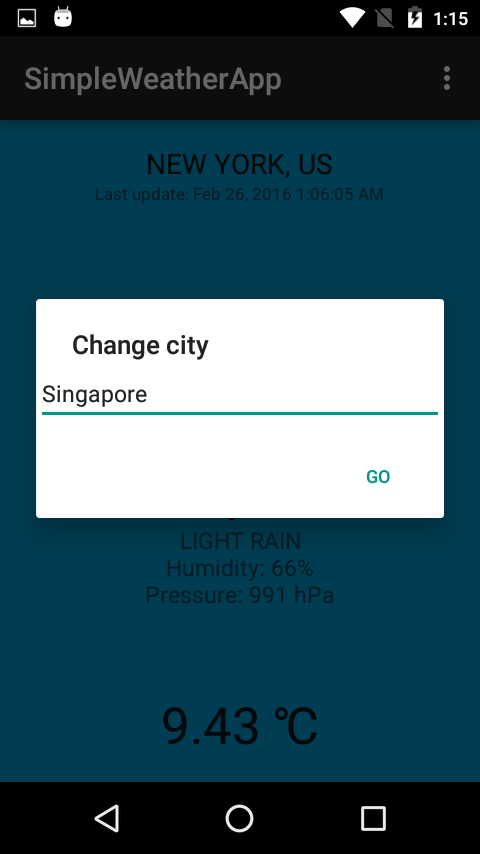 1:15
SimpleWeatherApp
NEW YORK, US
Last update: Feb 26, 2016 1:06:05 AM
Change city
Singapore
GO
LIGHT RAIN
Humidity: 66%
Pressure: 991 hPa
9.43 ℃